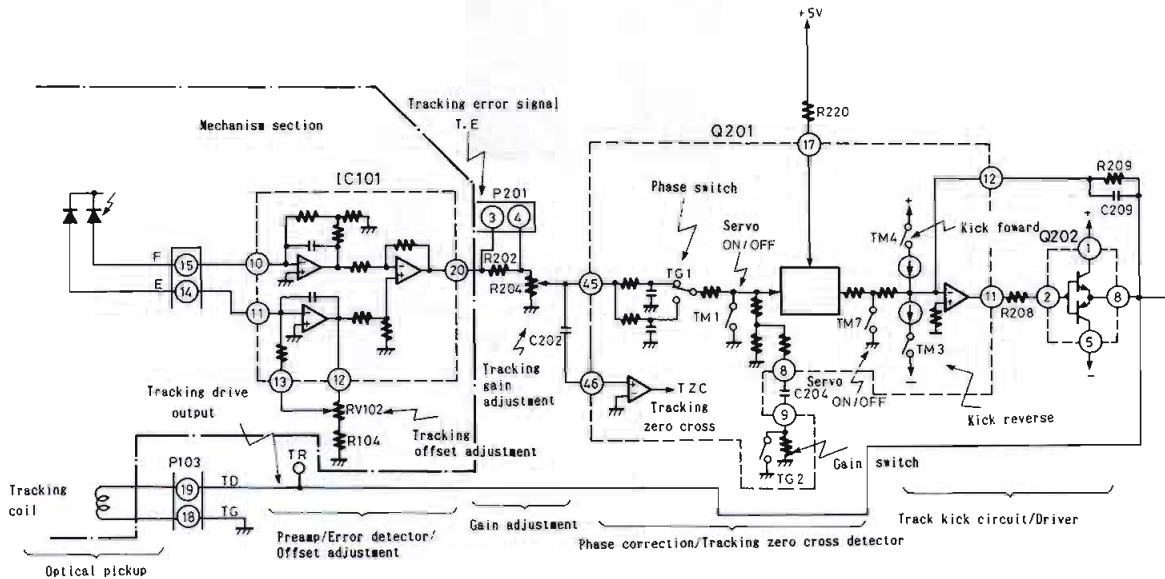 +5V
R220
Tracking error signal
T.E
Mechanism section
Q201
17
IC101
P201
Phase switch
12
R209
C209
3
4
Servo
ON/OFF
TM4
Kick foward
+
+
Q202
1
F
15
10
20
R202
R204
45
TG1
TM1
TM7
TM3
11
R208
2
8
5
-
-
E
14
11
C202
46
TZC
Tracking
zero cross
8
C204
9
Servo
ON/OFF
Kick reverse
13
12
Tracking
gain
adjustment
Tracking drive
output
RV102
R104
Tracking
offset adjustment
TG2
Gain switch
P103
TR
Tracking
coil
19
TD
18
TG
Preamp/Error detector/
Offset adjustment
Gain adjustment
Phase correction/Tracking zero cross detector
Track kick circuit/Driver
Optical pickup